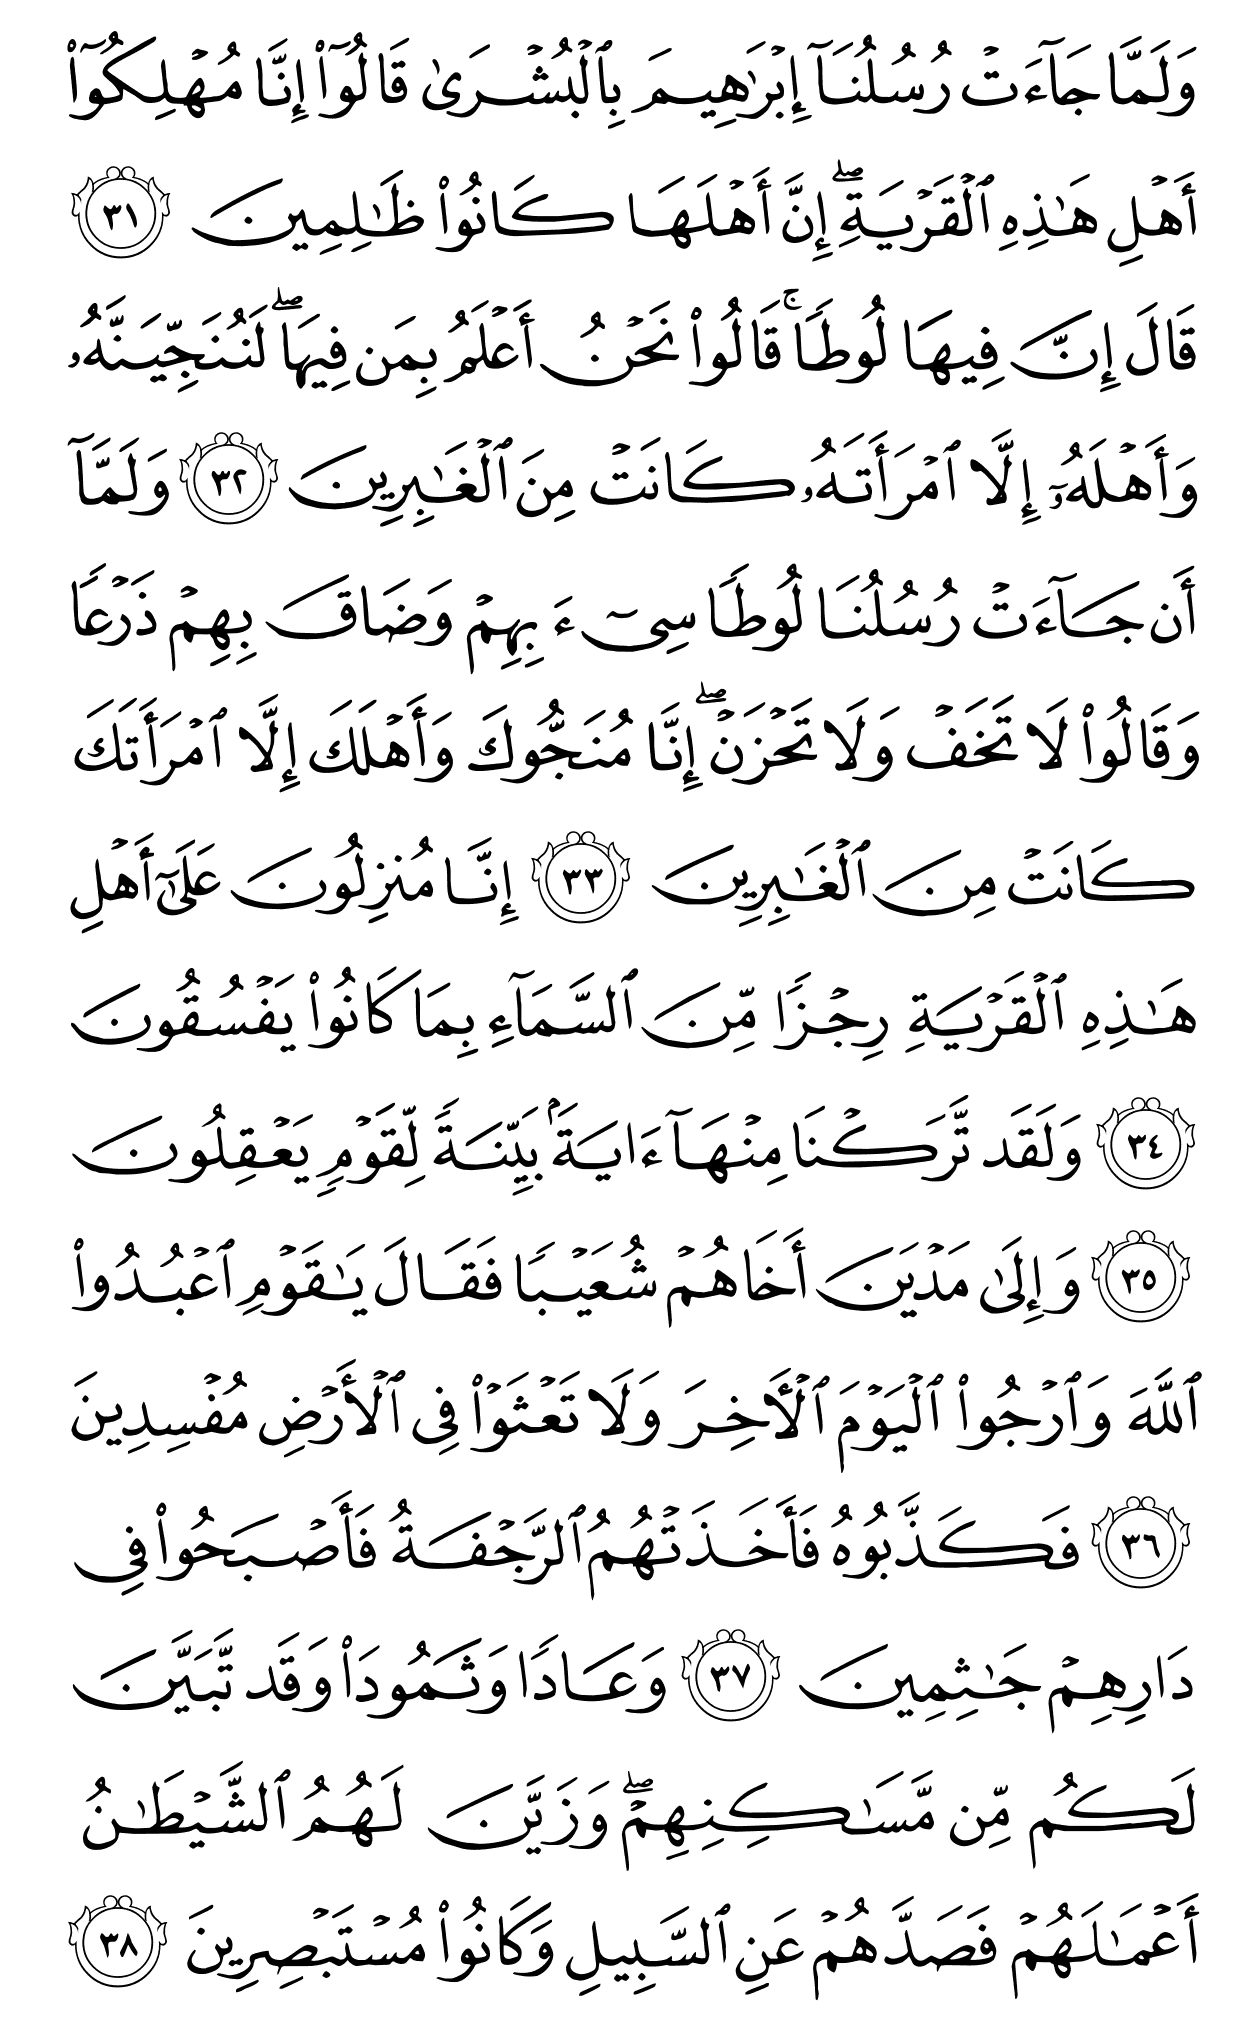 وَلَمَّا جَآءَتۡ رُسُلُنَآ إِبۡرَٰهِيمَ بِٱلۡبُشۡرَىٰ قَالُوٓاْ إِنَّا مُهۡلِكُوٓاْ
أَهۡلِ هَٰذِهِ ٱلۡقَرۡيَةِۖ إِنَّ أَهۡلَهَا كَانُواْ ظَٰلِمِينَ ٣١
قَالَ إِنَّ فِيهَا لُوطٗاۚ قَالُواْ نَحۡنُ أَعۡلَمُ بِمَن فِيهَاۖ لَنُنَجِّيَنَّهُۥ
وَأَهۡلَهُۥٓ إِلَّا ٱمۡرَأَتَهُۥ كَانَتۡ مِنَ ٱلۡغَٰبِرِينَ ٣٢ وَلَمَّآ
أَن جَآءَتۡ رُسُلُنَا لُوطٗا سِيٓءَ بِهِمۡ وَضَاقَ بِهِمۡ ذَرۡعٗا
وَقَالُواْ لَا تَخَفۡ وَلَا تَحۡزَنۡۖ إِنَّا مُنَجُّوكَ وَأَهۡلَكَ إِلَّا ٱمۡرَأَتَكَ
كَانَتۡ مِنَ ٱلۡغَٰبِرِينَ ٣٣ إِنَّا مُنزِلُونَ عَلَىٰٓ أَهۡلِ
هَٰذِهِ ٱلۡقَرۡيَةِ رِجۡزٗا مِّنَ ٱلسَّمَآءِ بِمَا كَانُواْ يَفۡسُقُونَ
٣٤ وَلَقَد تَّرَكۡنَا مِنۡهَآ ءَايَةَۢ بَيِّنَةٗ لِّقَوۡمٖ يَعۡقِلُونَ
٣٥ وَإِلَىٰ مَدۡيَنَ أَخَاهُمۡ شُعَيۡبٗا فَقَالَ يَٰقَوۡمِ ٱعۡبُدُواْ
ٱللَّهَ وَٱرۡجُواْ ٱلۡيَوۡمَ ٱلۡأٓخِرَ وَلَا تَعۡثَوۡاْ فِي ٱلۡأَرۡضِ مُفۡسِدِينَ
٣٦ فَكَذَّبُوهُ فَأَخَذَتۡهُمُ ٱلرَّجۡفَةُ فَأَصۡبَحُواْ فِي
دَارِهِمۡ جَٰثِمِينَ ٣٧ وَعَادٗا وَثَمُودَاْ وَقَد تَّبَيَّنَ
لَكُم مِّن مَّسَٰكِنِهِمۡۖ وَزَيَّنَ لَهُمُ ٱلشَّيۡطَٰنُ
أَعۡمَٰلَهُمۡ فَصَدَّهُمۡ عَنِ ٱلسَّبِيلِ وَكَانُواْ مُسۡتَبۡصِرِينَ ٣٨